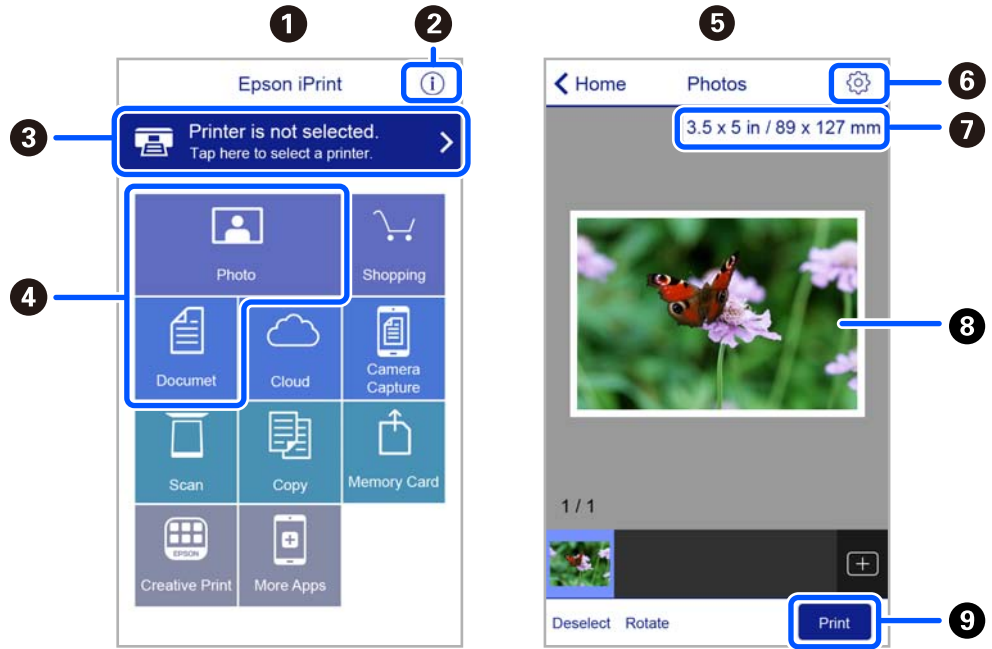 1
2
5
Epson iPrint
i
Home
Photos
6
3
Printer is not selected.
Tap here to select a printer.
3.5 x 5 in / 89 x 127 mm
7
4
Photo
Shopping
8
Documet
Cloud
Camera
Capture
Scan
Copy
Memory Card
1 / 1
EPSON
Creative Print
More Apps
Deselect
Rotate
Print
9